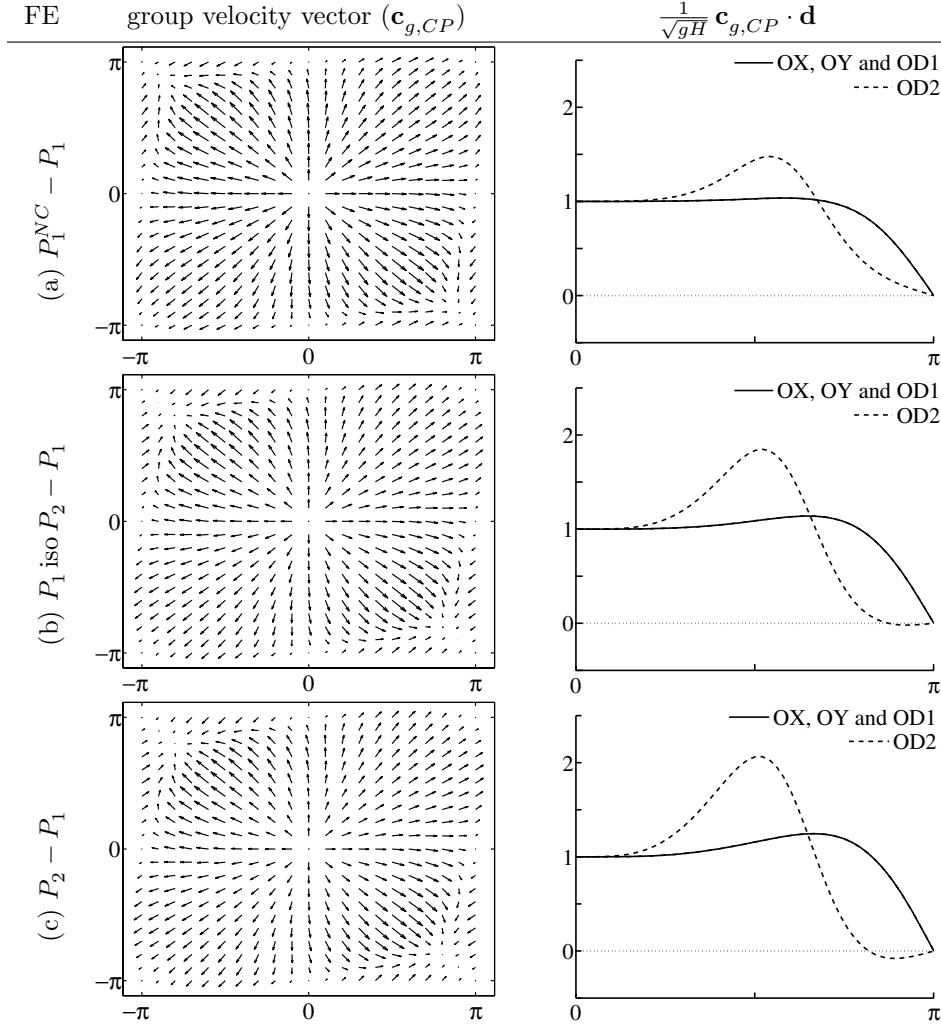 FE group velocity vector (c_{g,CP}) \frac{1}{\sqrt{gH}} c_{g,CP} · d
(a) P_1^{NC} − P_1
π
0
−π
−π 0 π
OX, OY and OD1
OD2
2
1
0
0 π
(b) P_1 iso P_2 − P_1
π
0
−π
−π 0 π
OX, OY and OD1
OD2
2
1
0
0 π
(c) P_2 − P_1
π
0
−π
−π 0 π
OX, OY and OD1
OD2
2
1
0
0 π